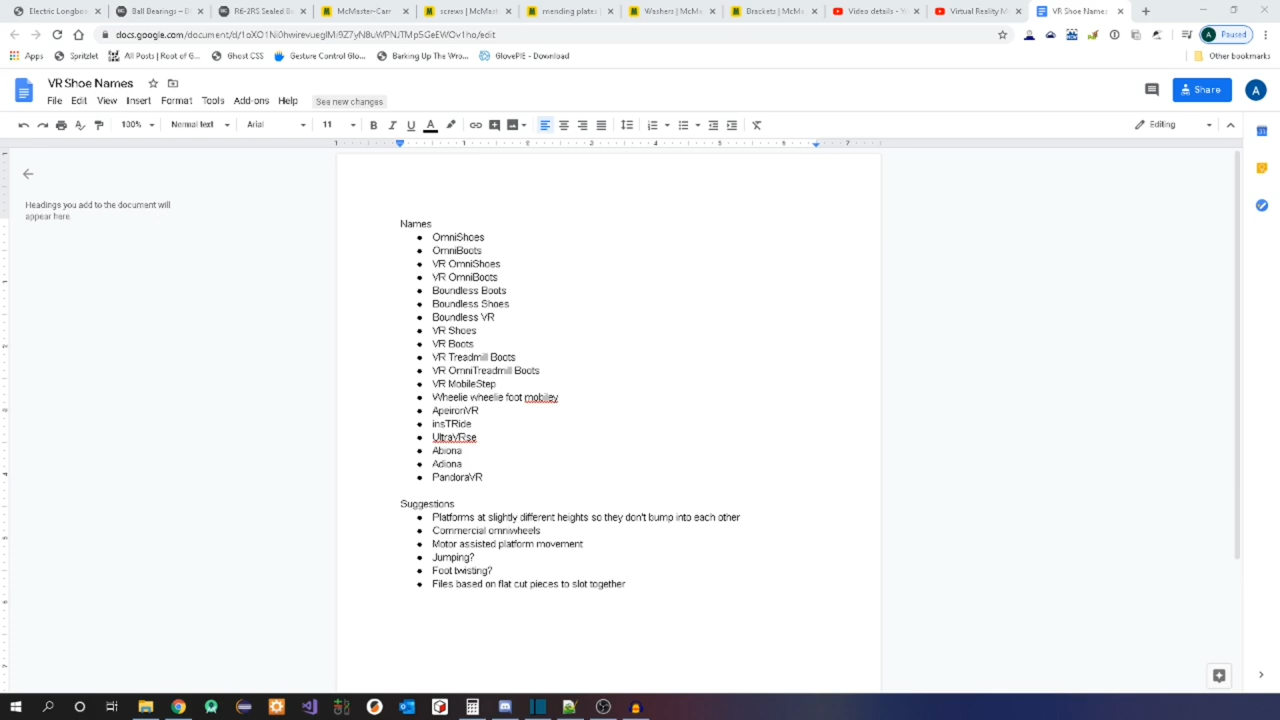 Electric Longbo
Ball Bearings – D
R6-2RS Sealed B
McMaster-Carr
screws | McMast
mending plates |
Washers | McM
Brackets | McM
Video details - Y
Virtual Reality M
VR Shoe Names
docs.google.com/document/d/
Paused
Apps
Spritzlet
All Posts | Root of G...
Ghost CSS
Gesture Control Glo...
Barking Up The Wro...
GlovePIE - Download
Other bookmarks
VR Shoe Names
File Edit View Insert Format Tools Add-ons Help See new changes
Share
A
100% Normal text Arial 11 B I U A Editing
Headings you add to the document will
appear here
Names
OmniShoes
OmniBoots
VR OmniShoes
VR OmniBoots
Boundless Boots
Boundless Shoes
Boundless VR
VR Shoes
VR Boots
VR Treadmill Boots
VR OmniTreadmill Boots
VR MobileStep
Wheelie wheelie foot mobiley
ApeironVR
insTRide
UltraVRse
Abiona
Adiona
PandoraVR
Suggestions
Platforms at slightly different heights so they don't bump into each other
Commercial omniwheels
Motor assisted platform movement
Jumping?
Foot twisting?
Files based on flat cut pieces to slot together